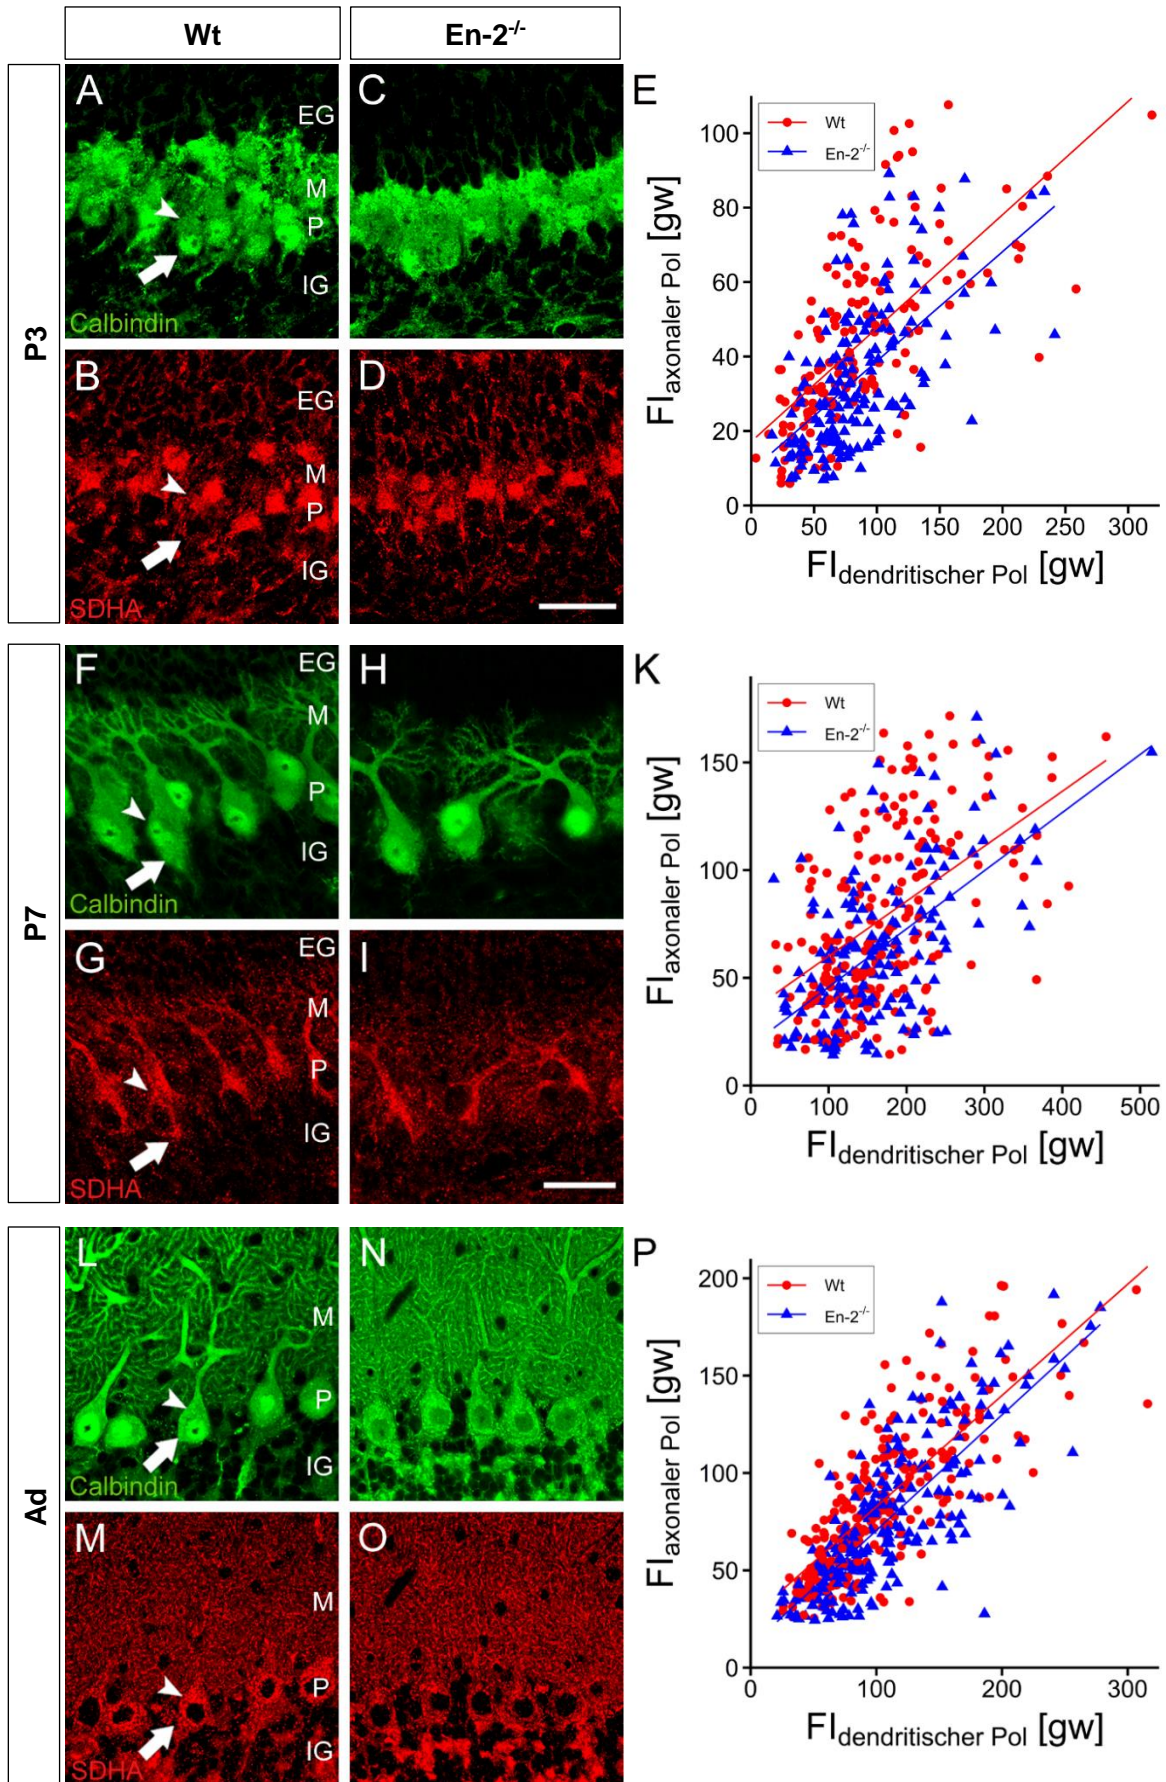 Wt
En-2-/-
P3
A
EG
M
P
IG
Calbindin
C
B
EG
M
P
IG
SDHA
D
E
Wt
En-2-/-
100
80
60
40
20
0
0 50 100 150 200 250 300
FIaxonaler Pol [gw]
FIdendritischer Pol [gw]
P7
F
EG
M
P
IG
Calbindin
H
G
EG
M
P
IG
SDHA
I
K
Wt
En-2-/-
150
100
50
0
0 100 200 300 400 500
FIaxonaler Pol [gw]
FIdendritischer Pol [gw]
Ad
L
M
P
IG
Calbindin
N
M
M
P
IG
SDHA
O
P
Wt
En-2-/-
200
150
100
50
0
0 100 200 300
FIaxonaler Pol [gw]
FIdendritischer Pol [gw]